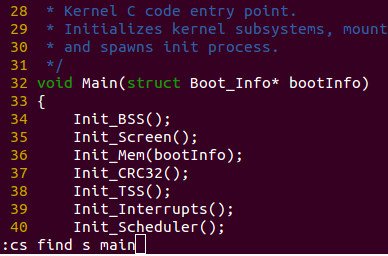 28  * Kernel C code entry point.
29  * Initializes kernel subsystems, mount
30  * and spawns init process.
31  */
32 void Main(struct Boot_Info* bootInfo)
33 {
34     Init_BSS();
35     Init_Screen();
36     Init_Mem(bootInfo);
37     Init_CRC32();
38     Init_TSS();
39     Init_Interrupts();
40     Init_Scheduler();
:cs find s main